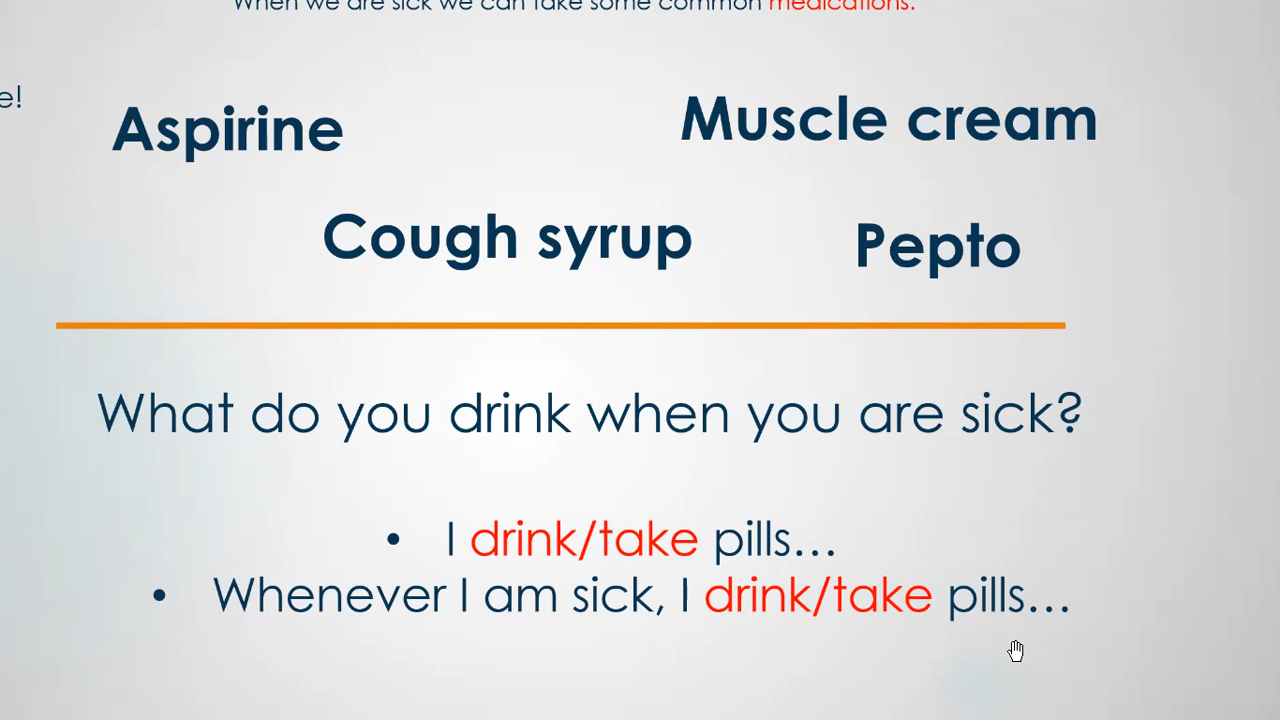 When we are sick we can take some common medications.
e!
Aspirine
Muscle cream
Cough syrup
Pepto
What do you drink when you are sick?
• I drink/take pills...
• Whenever I am sick, I drink/take pills...